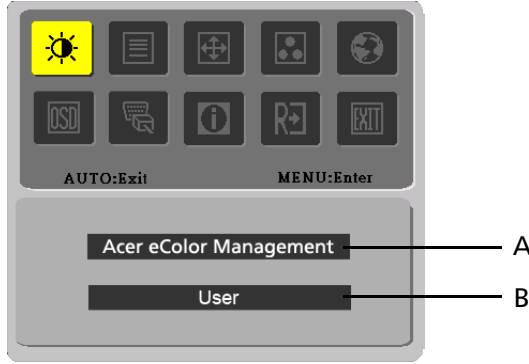 OSD
i
R
EXIT
AUTO:Exit MENU:Enter
Acer eColor Management A
User B